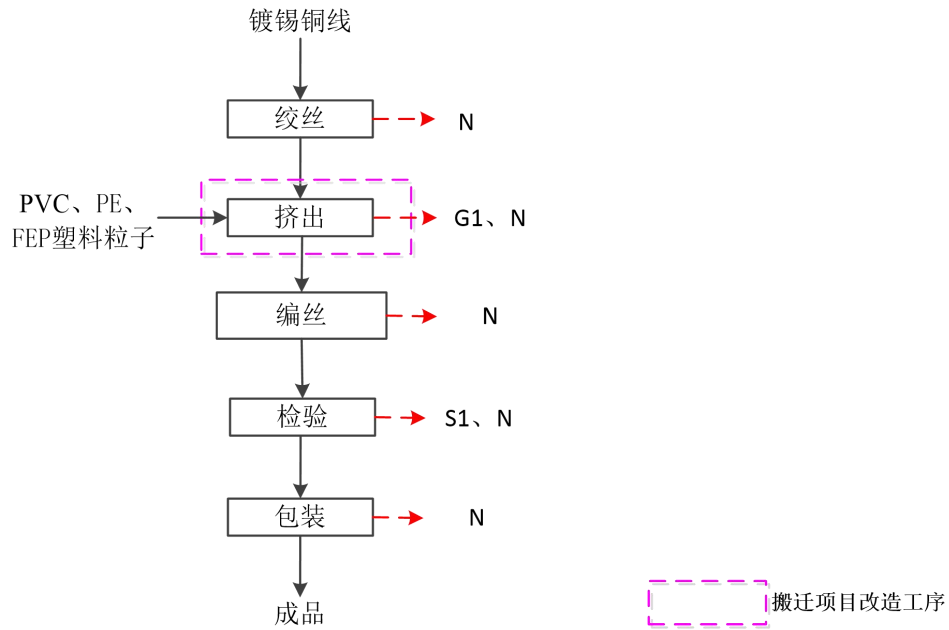 镀锡铜线
绞丝
N
PVC、PE、
FEP塑料粒子
挤出
G1、N
编丝
N
检验
S1、N
包装
N
成品
搬迁项目改造工序